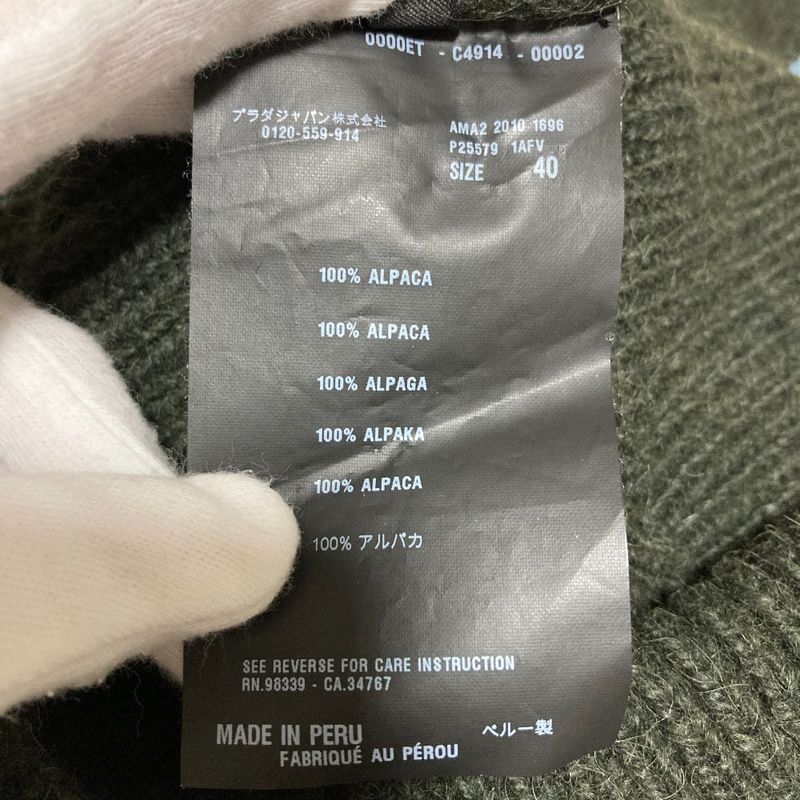 0000ET - C4914 - 00002
プラダジャパン株式会社
0120-559-914
AMA2 2010 1696
P25579 1AFV
SIZE 40
100% ALPACA
100% ALPACA
100% ALPAGA
100% ALPAKA
100% ALPACA
100% アルパカ
SEE REVERSE FOR CARE INSTRUCTION
RN.98339 - CA.34767
MADE IN PERU ペルー製
FABRIQUÉ AU PÉROU